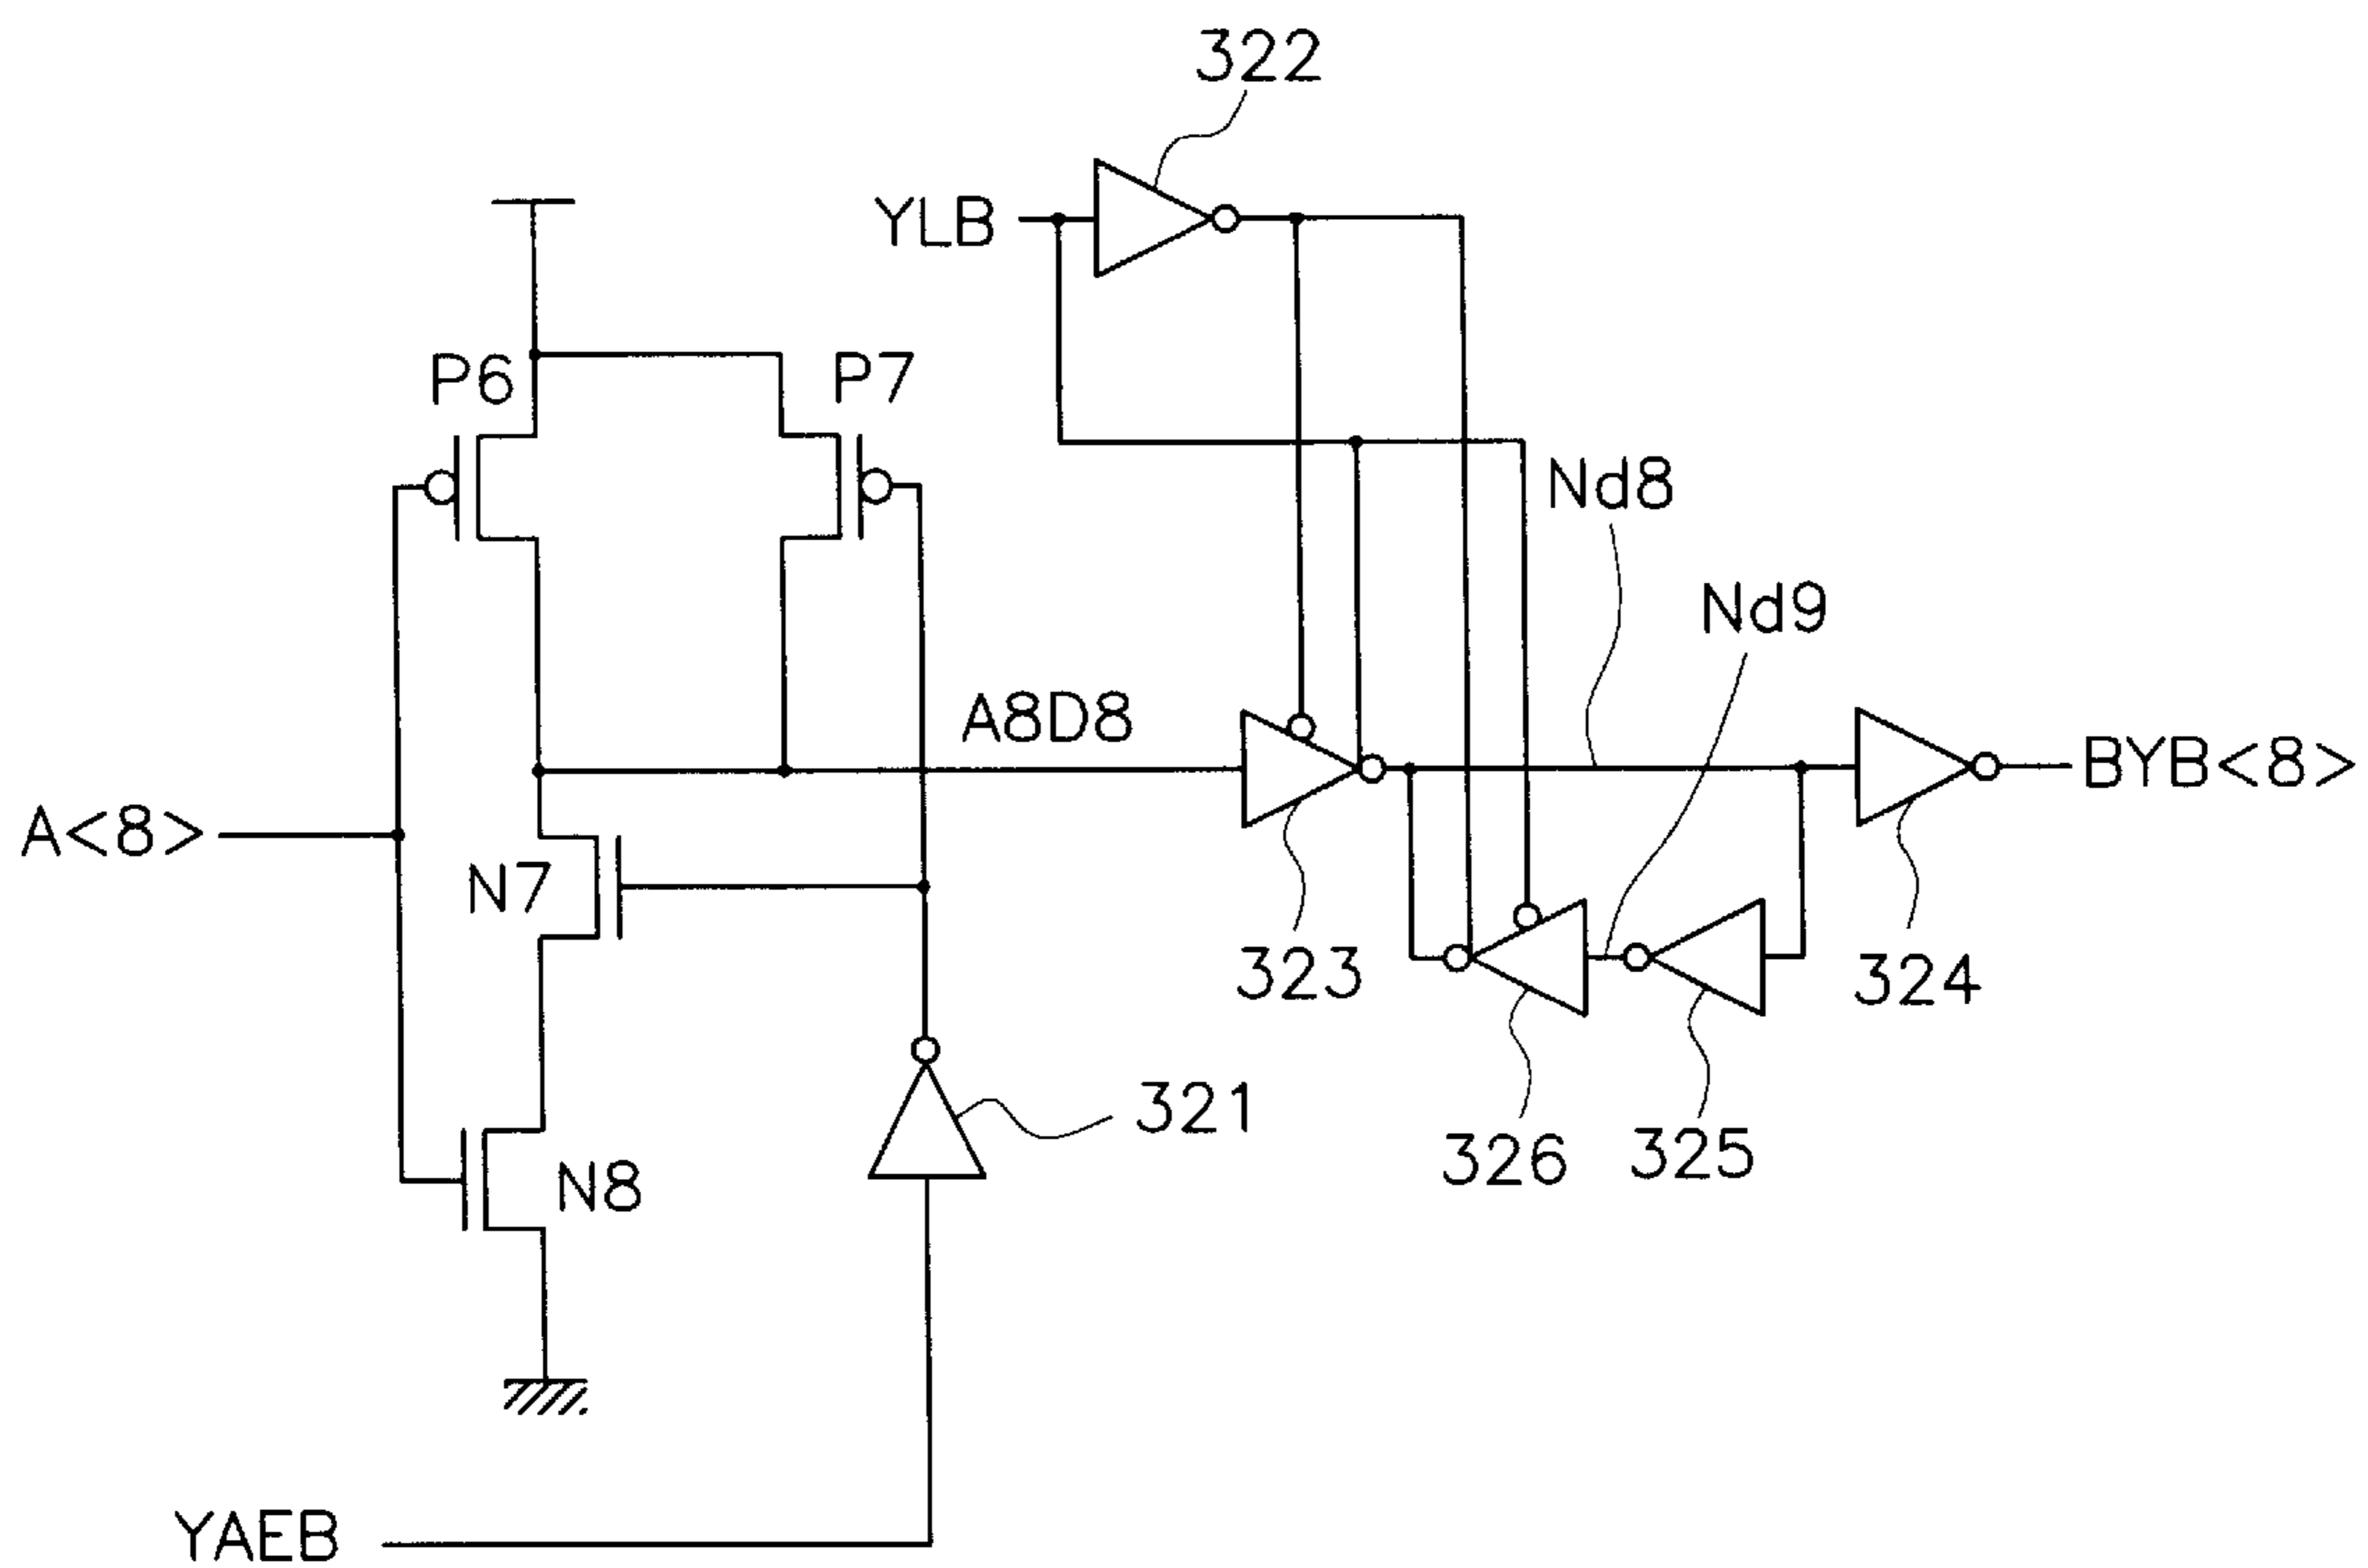 322
YLB
P6
P7
Nd8
Nd9
A8D8
BYB<8>
A<8>
N7
323
324
321
326
325
N8
YAEB